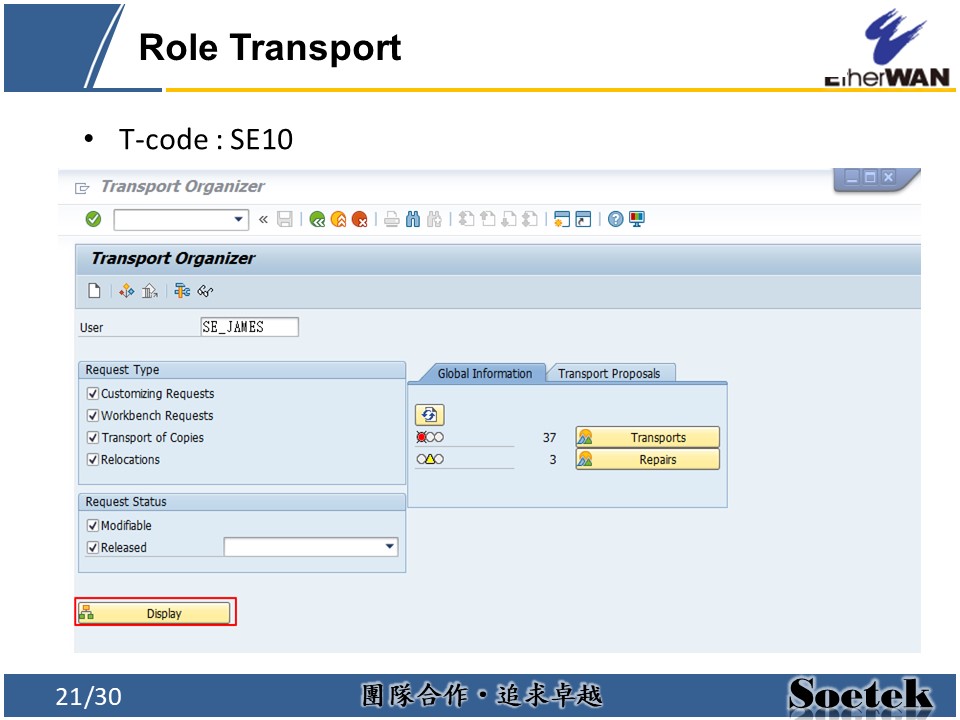 Role Transport
EtherWAN
• T-code : SE10
Transport Organizer
Transport Organizer
User SE_JAMES
Request Type
Customizing Requests
Workbench Requests
Transport of Copies
Relocations
Request Status
Modifiable
Released
Global Information Transport Proposals
37 Transports
3 Repairs
Display
21/30
團隊合作·追求卓越
Soetek